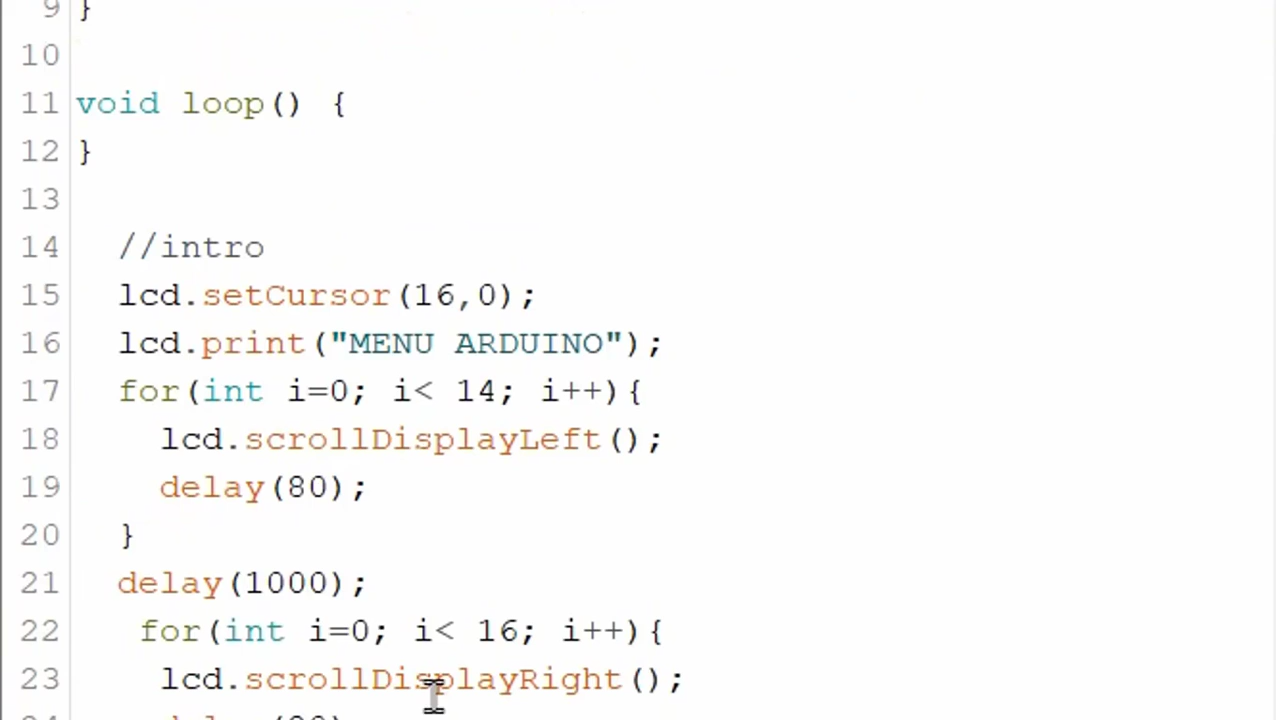 9 }
10
11 void loop() {
12 }
13
14   //intro
15   lcd.setCursor(16,0);
16   lcd.print("MENU ARDUINO");
17   for(int i=0; i< 14; i++){
18     lcd.scrollDisplayLeft();
19     delay(80);
20   }
21   delay(1000);
22    for(int i=0; i< 16; i++){
23     lcd.scrollDisplayRight();